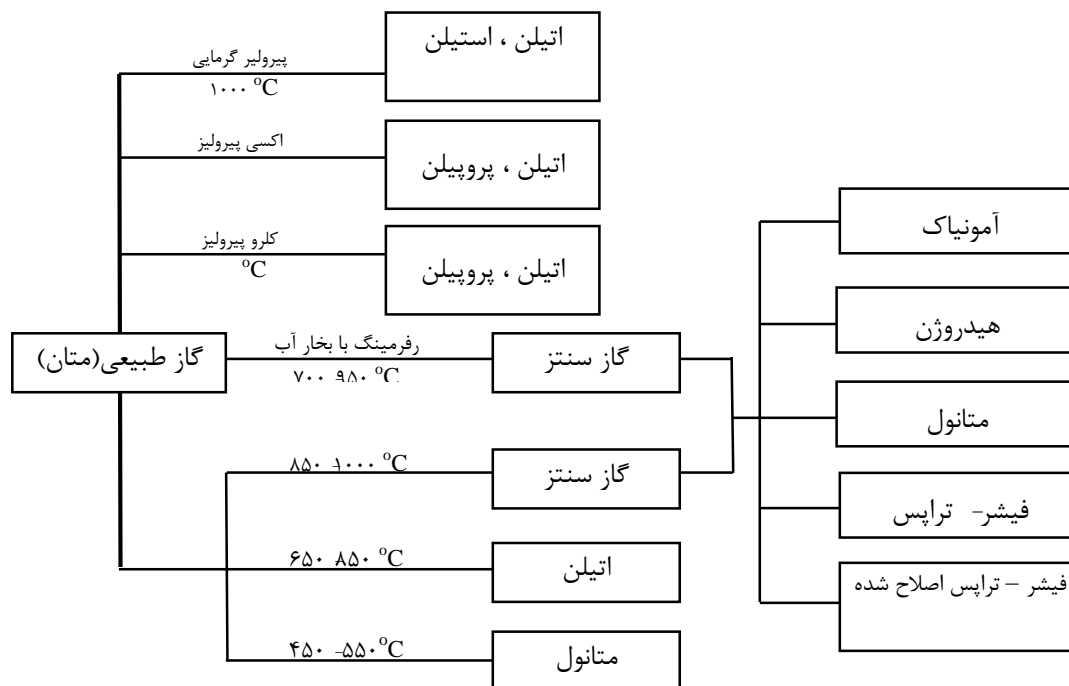 اتیلن ، استیلن
پیرولیر گرمایی
۱۰۰۰ °C
اکسی پیرولیز
اتیلن ، پروپیلن
کلرو پیرولیز
°C
اتیلن ، پروپیلن
گاز طبیعی(متان)
رفرمینگ با بخار آب
۷۰۰-۹۵۰ °C
گاز سنتز
۸۵۰-۱۰۰۰ °C
گاز سنتز
۶۵۰-۸۵۰ °C
اتیلن
۴۵۰-۵۵۰ °C
متانول
آمونیاک
هیدروژن
متانول
فیشر- تراپس
فیشر – تراپس اصلاح شده